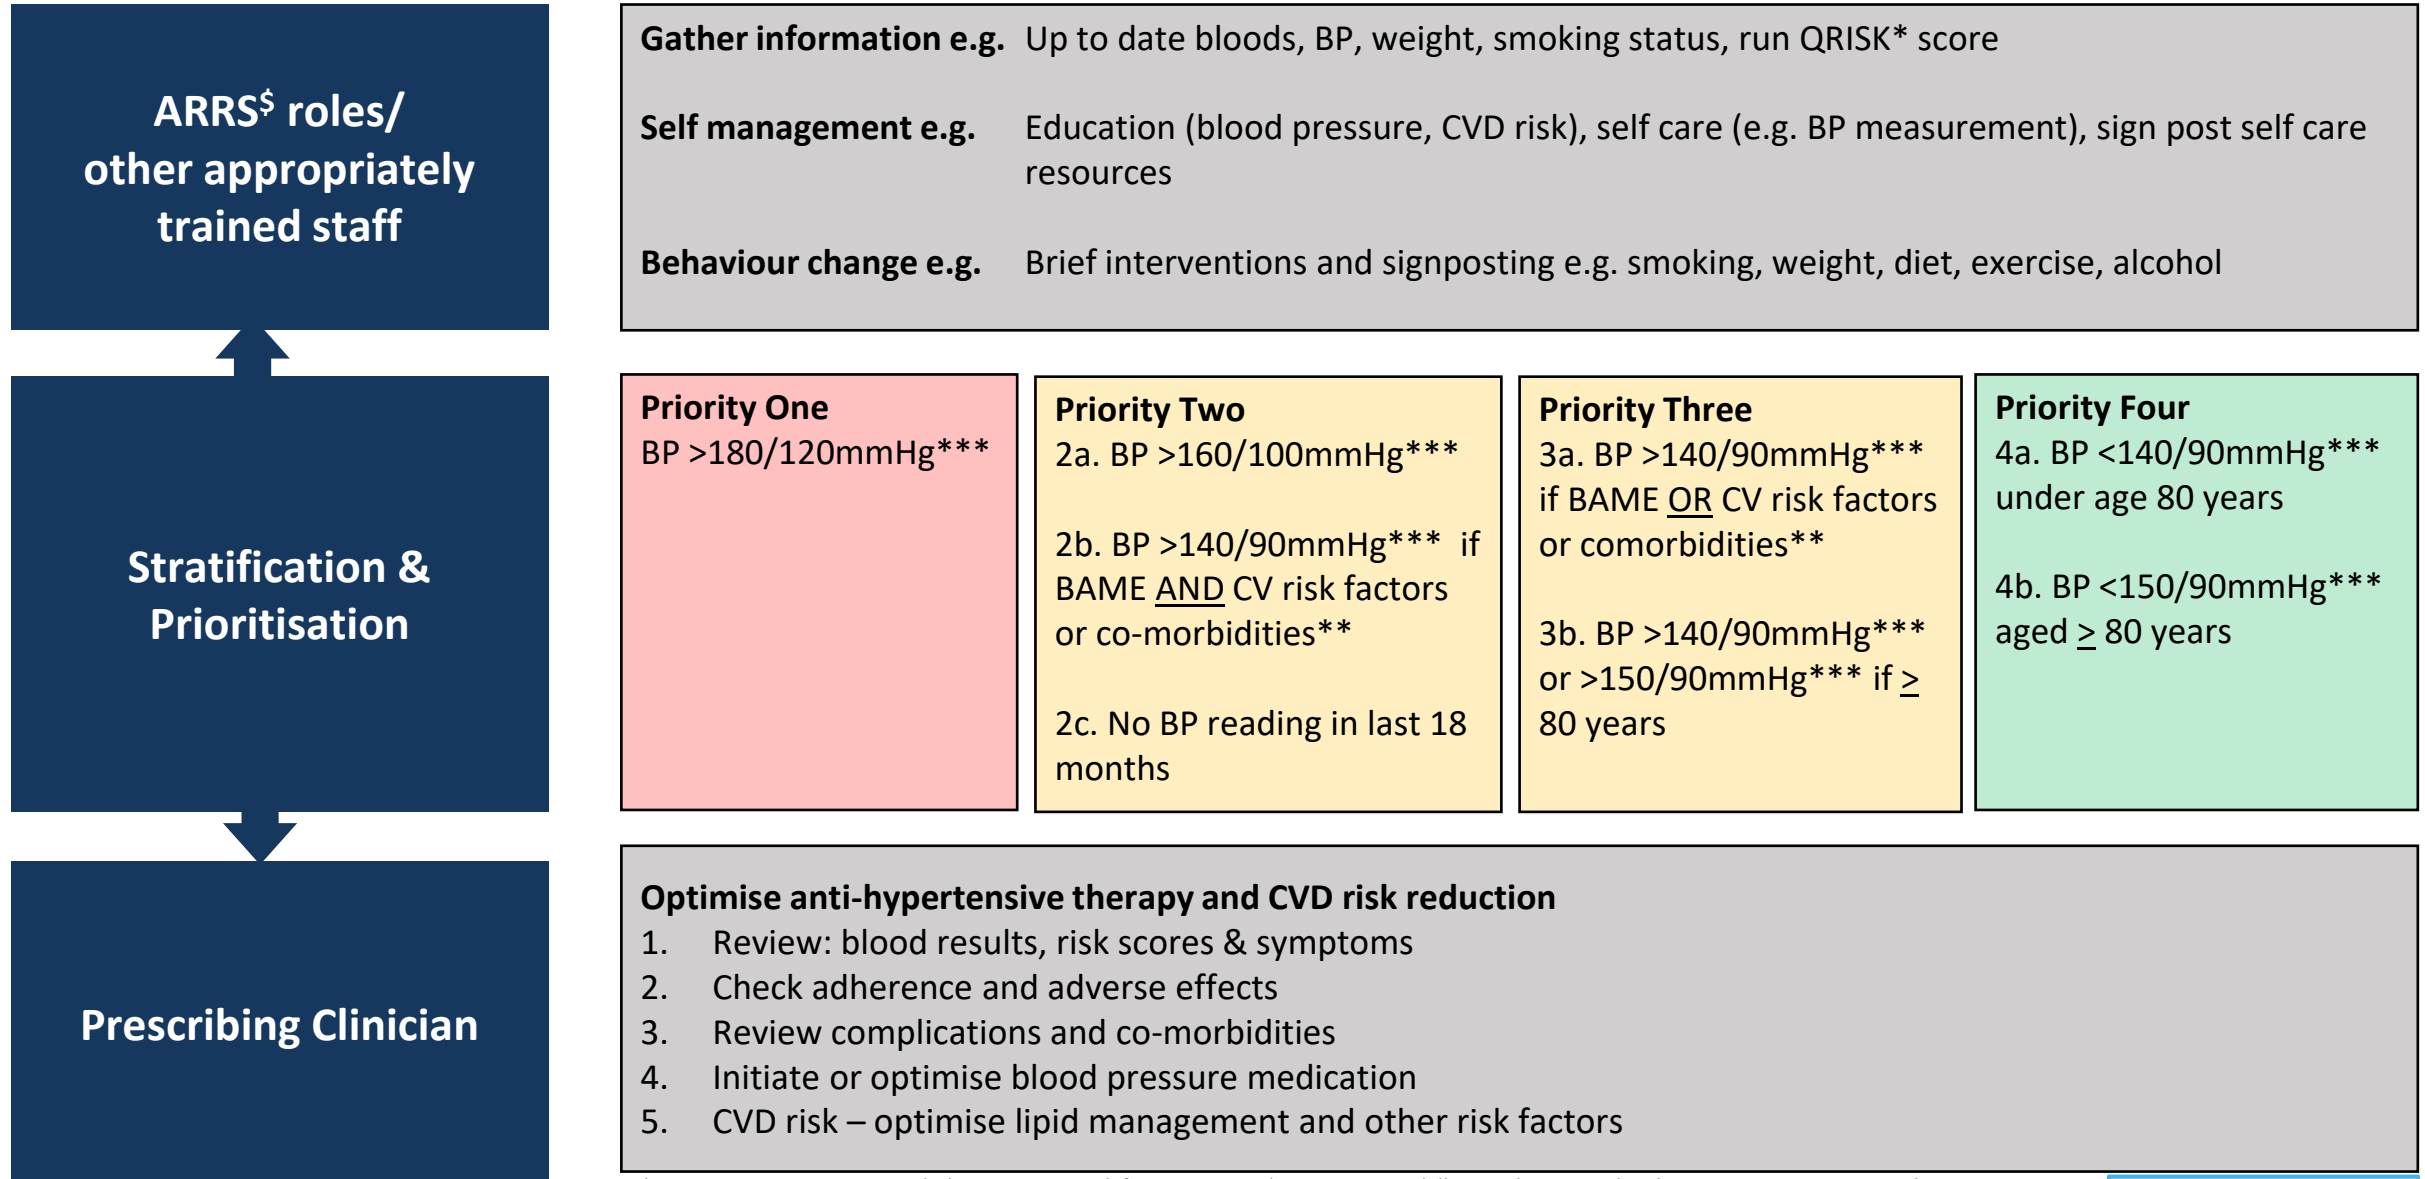 ARRS$ roles/
other appropriately
trained staff
Gather information e.g. Up to date bloods, BP, weight, smoking status, run QRISK* score
Self management e.g. Education (blood pressure, CVD risk), self care (e.g. BP measurement), sign post self care
resources
Behaviour change e.g. Brief interventions and signposting e.g. smoking, weight, diet, exercise, alcohol
Stratification &
Prioritisation
Priority One
BP >180/120mmHg***
Priority Two
2a. BP >160/100mmHg***
2b. BP >140/90mmHg*** if
BAME AND CV risk factors
or co-morbidities**
2c. No BP reading in last 18
months
Priority Three
3a. BP >140/90mmHg***
if BAME OR CV risk factors
or comorbidities**
3b. BP >140/90mmHg***
or >150/90mmHg*** if ≥
80 years
Priority Four
4a. BP <140/90mmHg***
under age 80 years
4b. BP <150/90mmHg***
aged ≥ 80 years
Prescribing Clinician
Optimise anti-hypertensive therapy and CVD risk reduction
1. Review: blood results, risk scores & symptoms
2. Check adherence and adverse effects
3. Review complications and co-morbidities
4. Initiate or optimise blood pressure medication
5. CVD risk – optimise lipid management and other risk factors